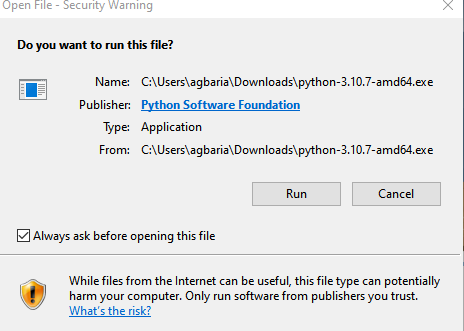 Open File - Security Warning
Do you want to run this file?
Name: C:\Users\agbaria\Downloads\python-3.10.7-amd64.exe
Publisher: Python Software Foundation
Type: Application
From: C:\Users\agbaria\Downloads\python-3.10.7-amd64.exe
Run Cancel
Always ask before opening this file
While files from the Internet can be useful, this file type can potentially
harm your computer. Only run software from publishers you trust.
What's the risk?